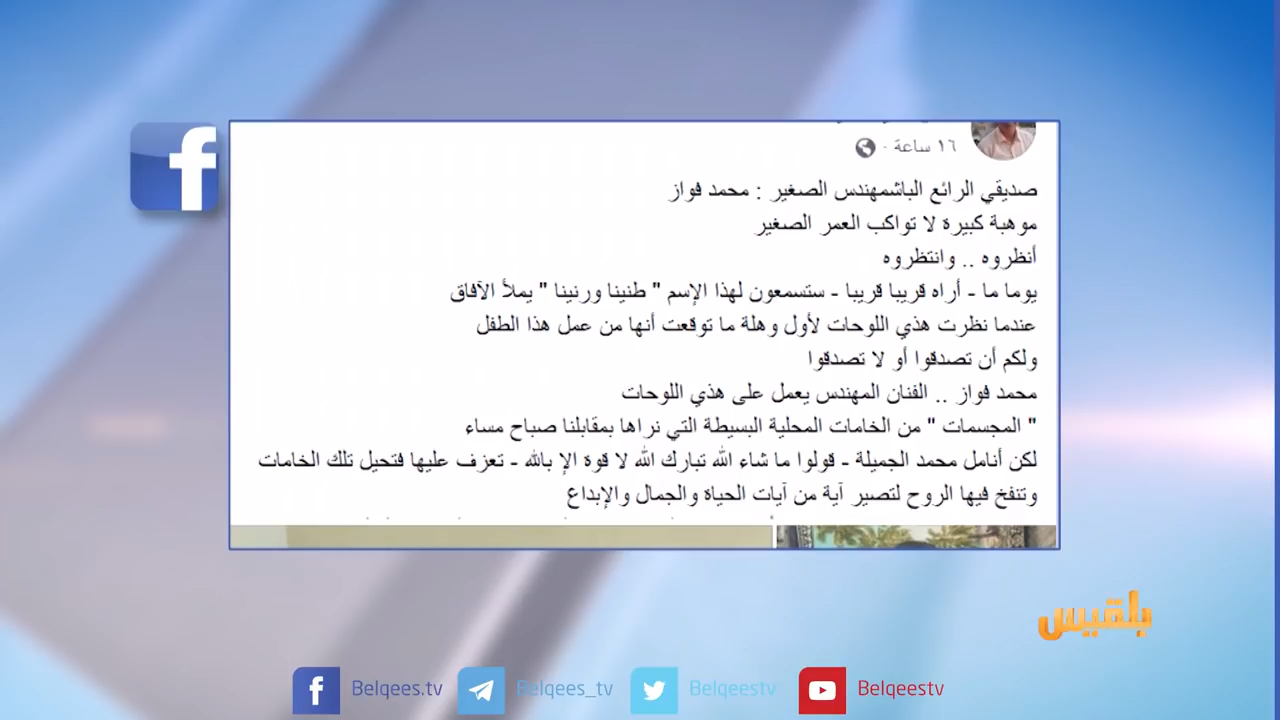 ١٦ ساعة ·
صديقي الرائع الباشمهندس الصغير : محمد فواز
موهبة كبيرة لا تواكب العمر الصغير
أنظروه .. وانتظروه
يوما ما - أراه قريبا قريبا - ستسمعون لهذا الإسم " طنينا ورنينا " يملأ الآفاق
عندما نظرت هذي اللوحات لأول وهلة ما توقعت أنها من عمل هذا الطفل
ولكم أن تصدقوا أو لا تصدقوا
محمد فواز .. الفنان المهندس يعمل على هذي اللوحات
" المجسمات " من الخامات المحلية البسيطة التي نراها بمقابلنا صباح مساء
لكن أنامل محمد الجميلة - قولوا ما شاء الله تبارك الله لا قوة الإ بالله - تعزف عليها فتحيل تلك الخامات
وتنفخ فيها الروح لتصير آية من آيات الحياة والجمال والإبداع
بلقيس
Belqees.tv
Belqees_tv
Belqeestv
Belqeestv